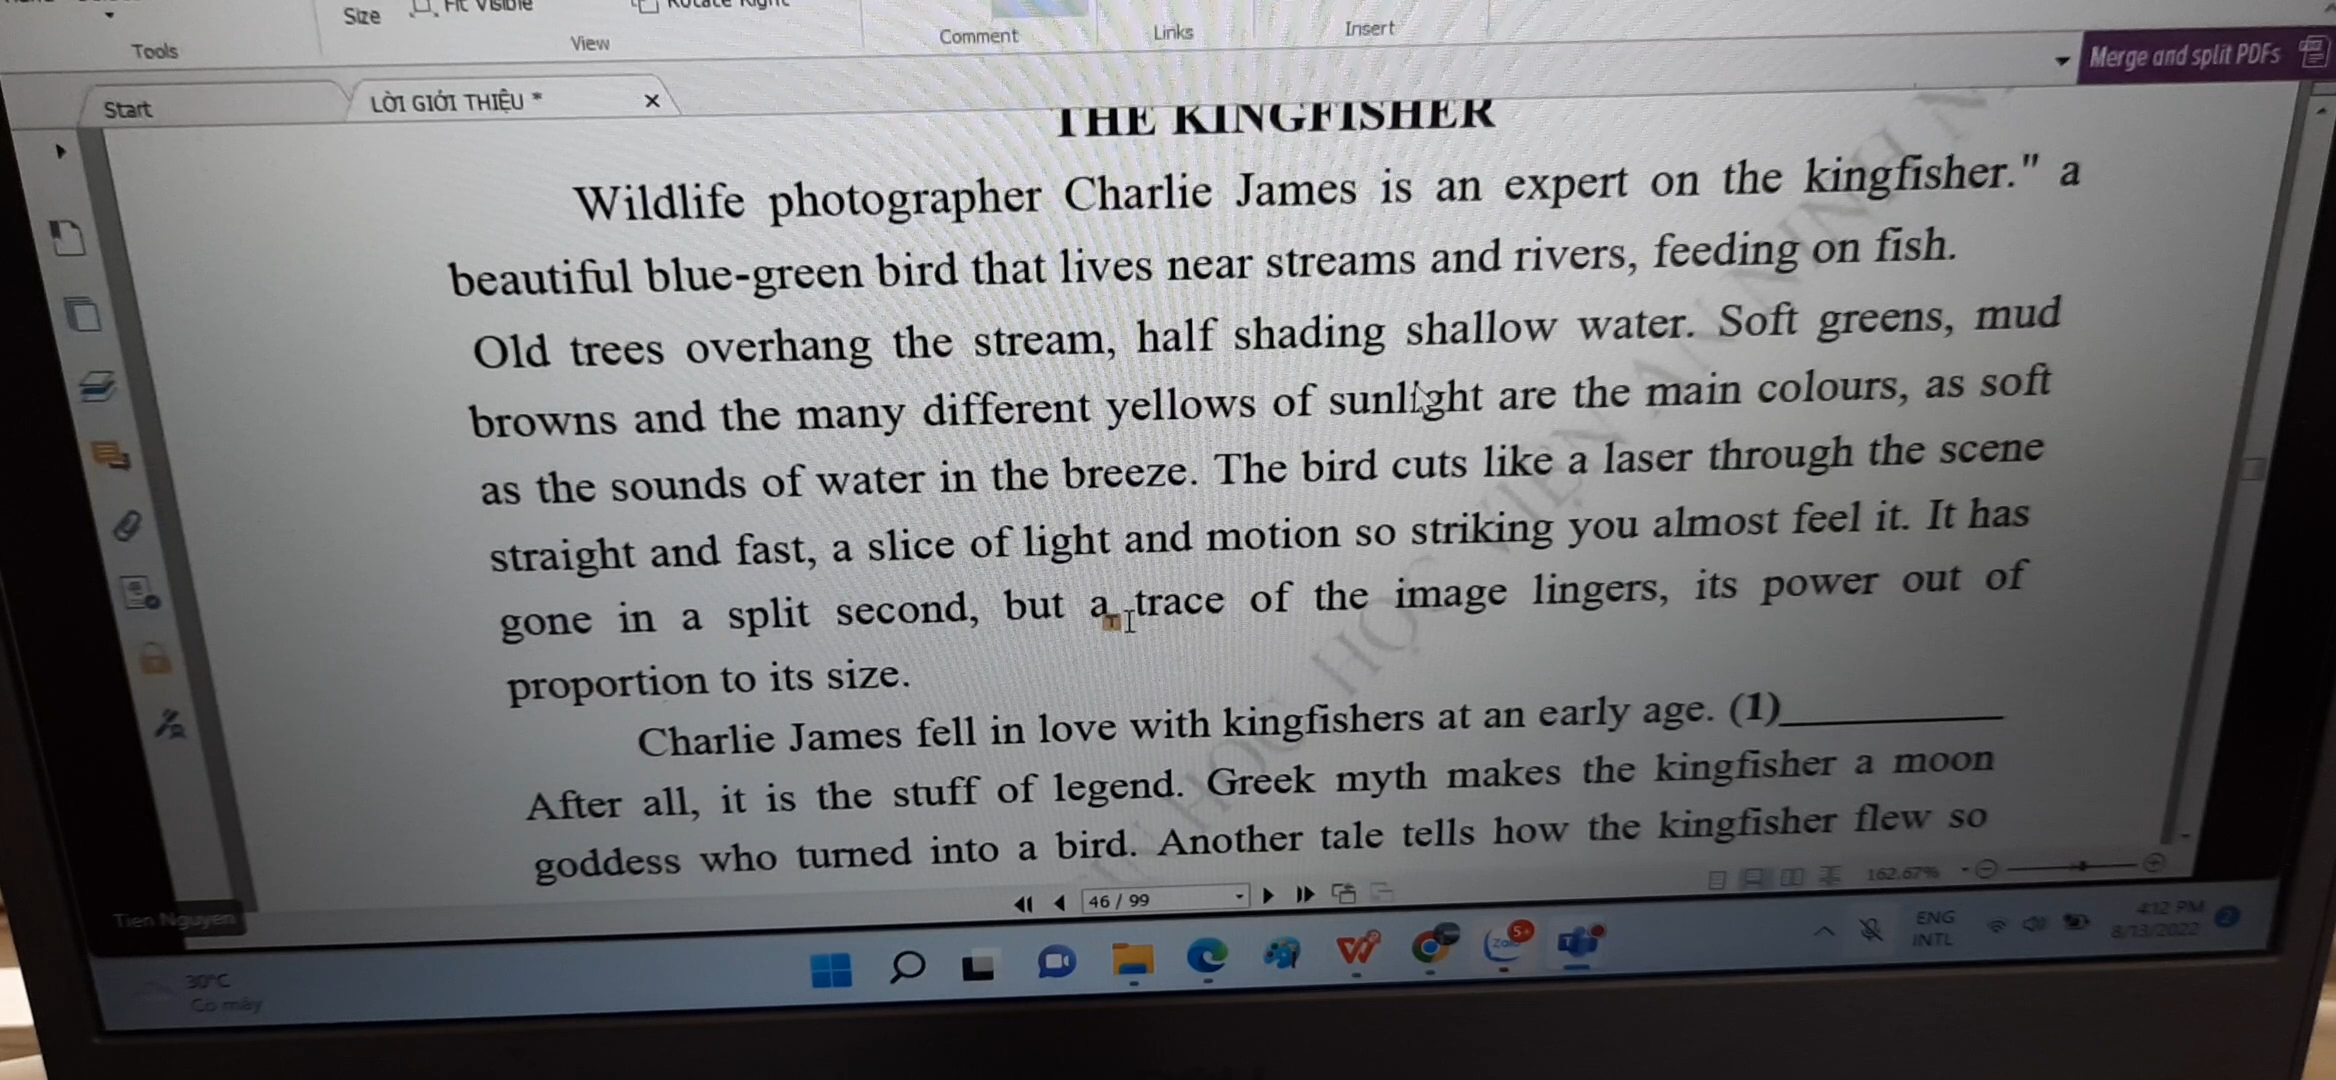 Size
Tools
View
Comment
Links
Insert
Merge and split PDFs
Start
LỜI GIỚI THIỆU *
THE KINGFISHER
Wildlife photographer Charlie James is an expert on the kingfisher." a
beautiful blue-green bird that lives near streams and rivers, feeding on fish.
Old trees overhang the stream, half shading shallow water. Soft greens, mud
browns and the many different yellows of sunlight are the main colours, as soft
as the sounds of water in the breeze. The bird cuts like a laser through the scene
straight and fast, a slice of light and motion so striking you almost feel it. It has
gone in a split second, but a trace of the image lingers, its power out of
proportion to its size.
Charlie James fell in love with kingfishers at an early age. (1)__________
After all, it is the stuff of legend. Greek myth makes the kingfisher a moon
goddess who turned into a bird. Another tale tells how the kingfisher flew so
46 / 99
162.67%
Tien Nguyen
30°C
Co mây
Zalo
5+
ENG
INTL
4:12 PM
8/13/2022
2